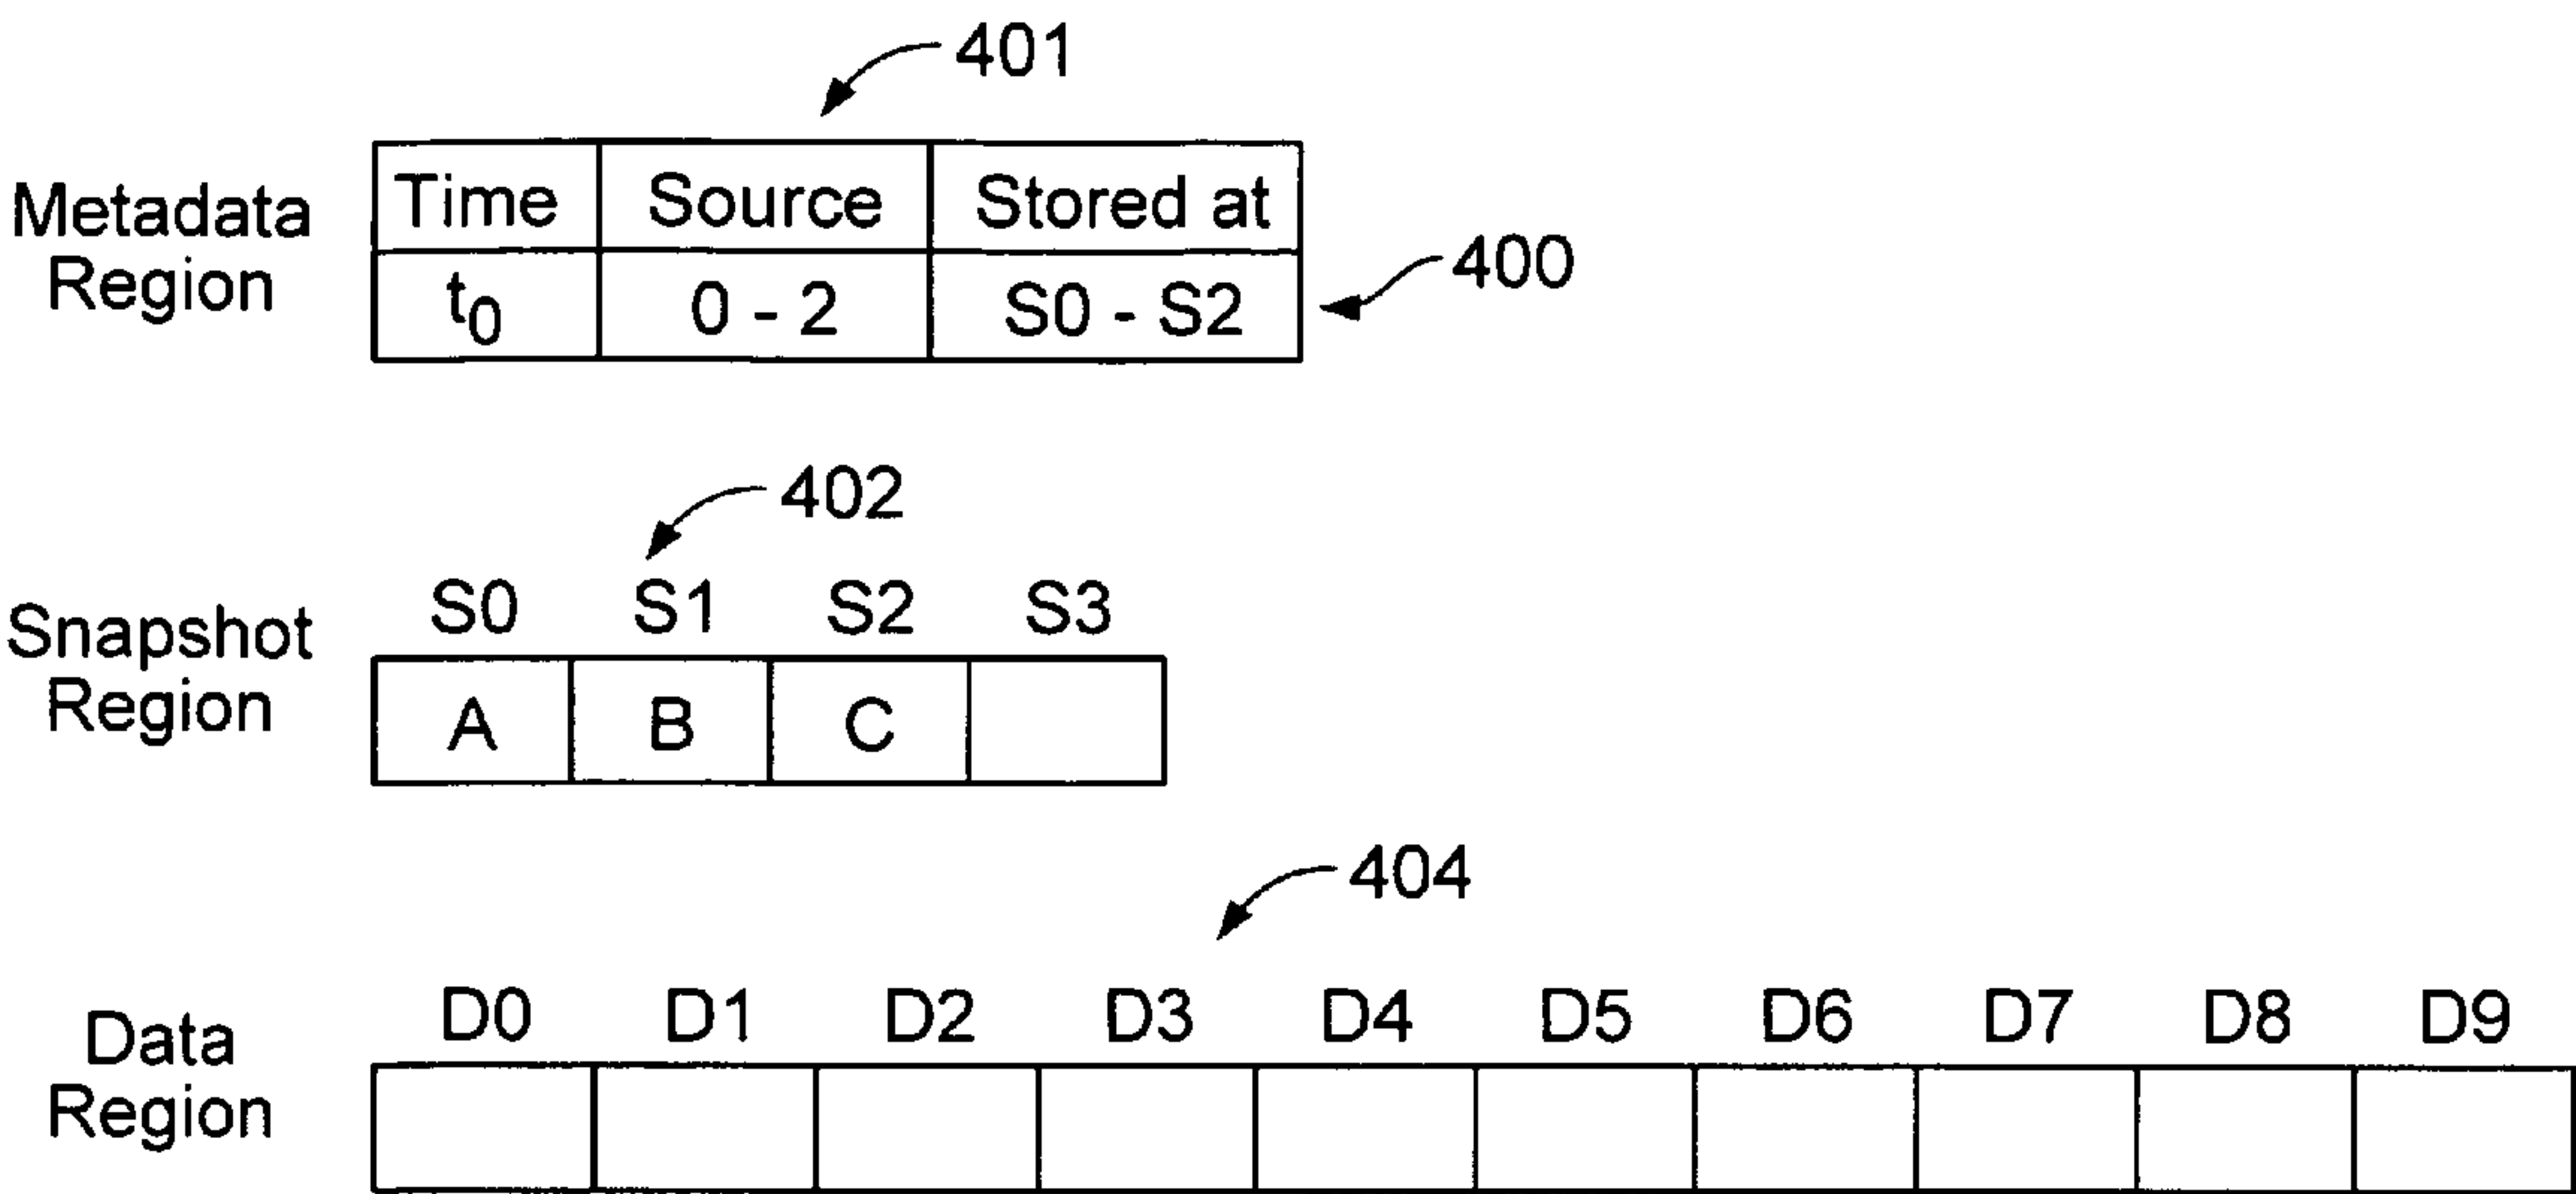 401
Time Source Stored at
Metadata
Region
t0 0 - 2 S0 - S2
400
402
S0 S1 S2 S3
Snapshot
Region
A B C
404
D0 D1 D2 D3 D4 D5 D6 D7 D8 D9
Data
Region